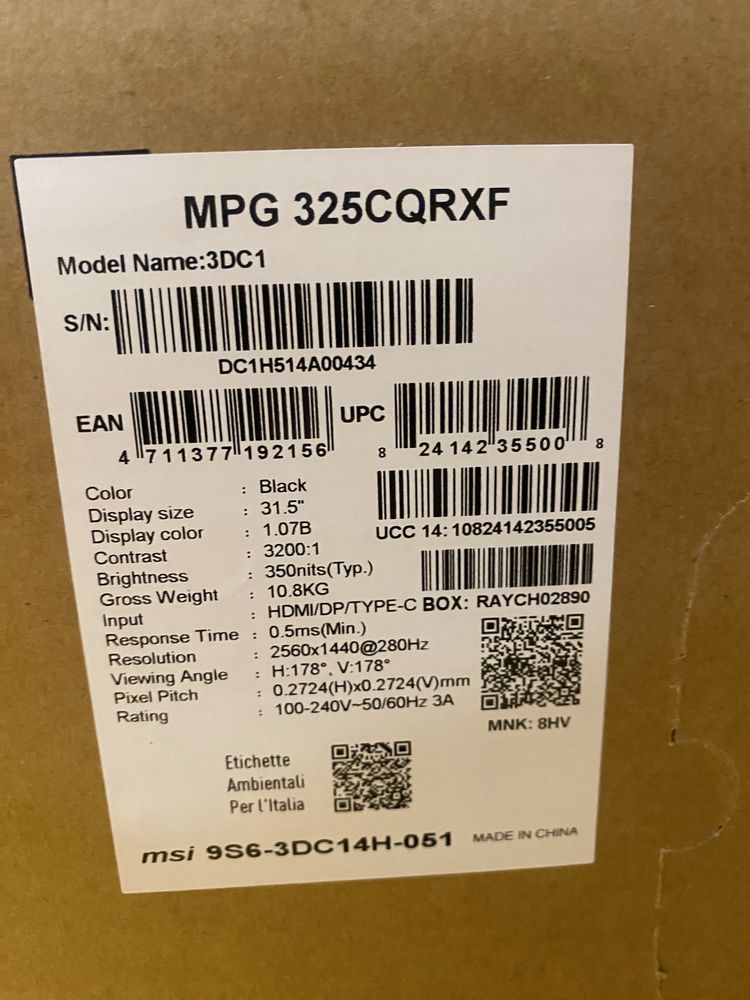 MPG 325CQRXF
Model Name:3DC1
S/N:
DC1H514A00434
EAN
4 711377 192156
UPC
8 24142 35500 8
UCC 14: 10824142355005
BOX: RAYCH02890
Color : Black
Display size : 31.5"
Display color : 1.07B
Contrast : 3200:1
Brightness : 350nits(Typ.)
Gross Weight : 10.8KG
Input : HDMI/DP/TYPE-C
Response Time : 0.5ms(Min.)
Resolution : 2560x1440@280Hz
Viewing Angle : H:178°, V:178°
Pixel Pitch : 0.2724(H)x0.2724(V)mm
Rating : 100-240V~50/60Hz 3A
MNK: 8HV
Etichette
Ambientali
Per l'Italia
msi 9S6-3DC14H-051
MADE IN CHINA